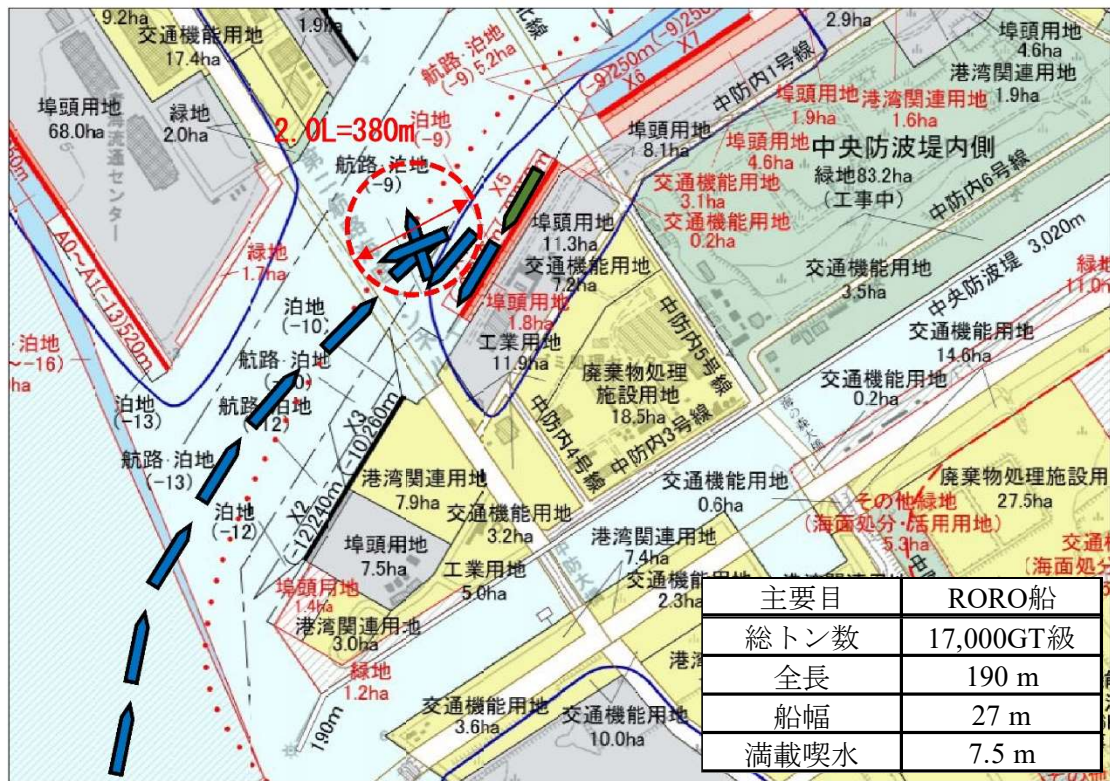 9.2ha
交通機能用地
17.4ha
1.9ha
埠頭用地
68.0ha
緑地
2.0ha
2.0L=380m
泊地
(-9)
航路・泊地
(-9)
航路・泊地
(-9)5.2ha
(-9)250m
X6
X7
2.9ha
中防内1号線
埠頭用地
4.6ha
港湾関連用地
1.9ha
埠頭用地
1.9ha
港湾関連用地
1.6ha
埠頭用地
8.1ha
埠頭用地
4.6ha
中央防波堤内側
緑地83.2ha
(工事中)
交通機能用地
3.1ha
交通機能用地
0.2ha
中防内6号線
X5
埠頭用地
11.3ha
交通機能用地
7.2ha
埠頭用地
1.8ha
工業用地
11.9ha
交通機能用地
3.5ha
中央防波堤 3,020m
緑地
11.0ha
緑地
1.7ha
A0～A1(-13)520m
泊地
(-10)
航路・泊地
航路・泊地
泊地
(-13)
航路・泊地
(-13)
泊地
(-12)
X3
(-10)260m
X2
(-12)240m
廃棄物処理
施設用地
18.5ha
中防内5号線
中防内4号線
中防内3号線
交通機能用地
14.6ha
交通機能用地
0.2ha
港湾関連用地
7.9ha
交通機能用地
3.2ha
埠頭用地
7.5ha
工業用地
5.0ha
埠頭用地
1.4ha
港湾関連用地
3.0ha
緑地
1.2ha
190m
中防大橋
交通機能用地
0.6ha
港湾関連用地
7.4ha
交通機能用地
2.3ha
その他緑地
(海面処分・活用用地)
5.3ha
廃棄物処理施設用
27.5ha
交通機能用地
3.6ha
交通機能用地
10.0ha
主要目 RORO船
総トン数 17,000GT級
全長 190 m
船幅 27 m
満載喫水 7.5 m